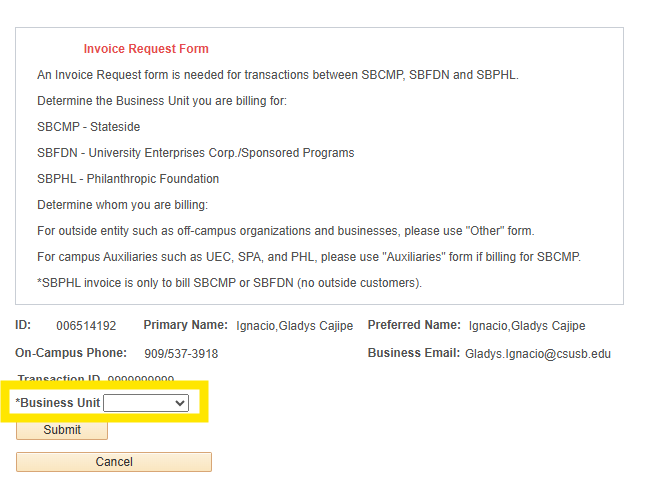 Invoice Request Form
An Invoice Request form is needed for transactions between SBCMP, SBFDN and SBPHL.
Determine the Business Unit you are billing for:
SBCMP - Stateside
SBFDN - University Enterprises Corp./Sponsored Programs
SBPHL - Philanthropic Foundation
Determine whom you are billing:
For outside entity such as off-campus organizations and businesses, please use "Other" form.
For campus Auxiliaries such as UEC, SPA, and PHL, please use "Auxiliaries" form if billing for SBCMP.
*SBPHL invoice is only to bill SBCMP or SBFDN (no outside customers).
ID: 006514192 Primary Name: Ignacio,Gladys Cajipe Preferred Name: Ignacio,Gladys Cajipe
On-Campus Phone: 909/537-3918 Business Email: Gladys.Ignacio@csusb.edu
Transaction ID 9999999999
*Business Unit
Submit
Cancel